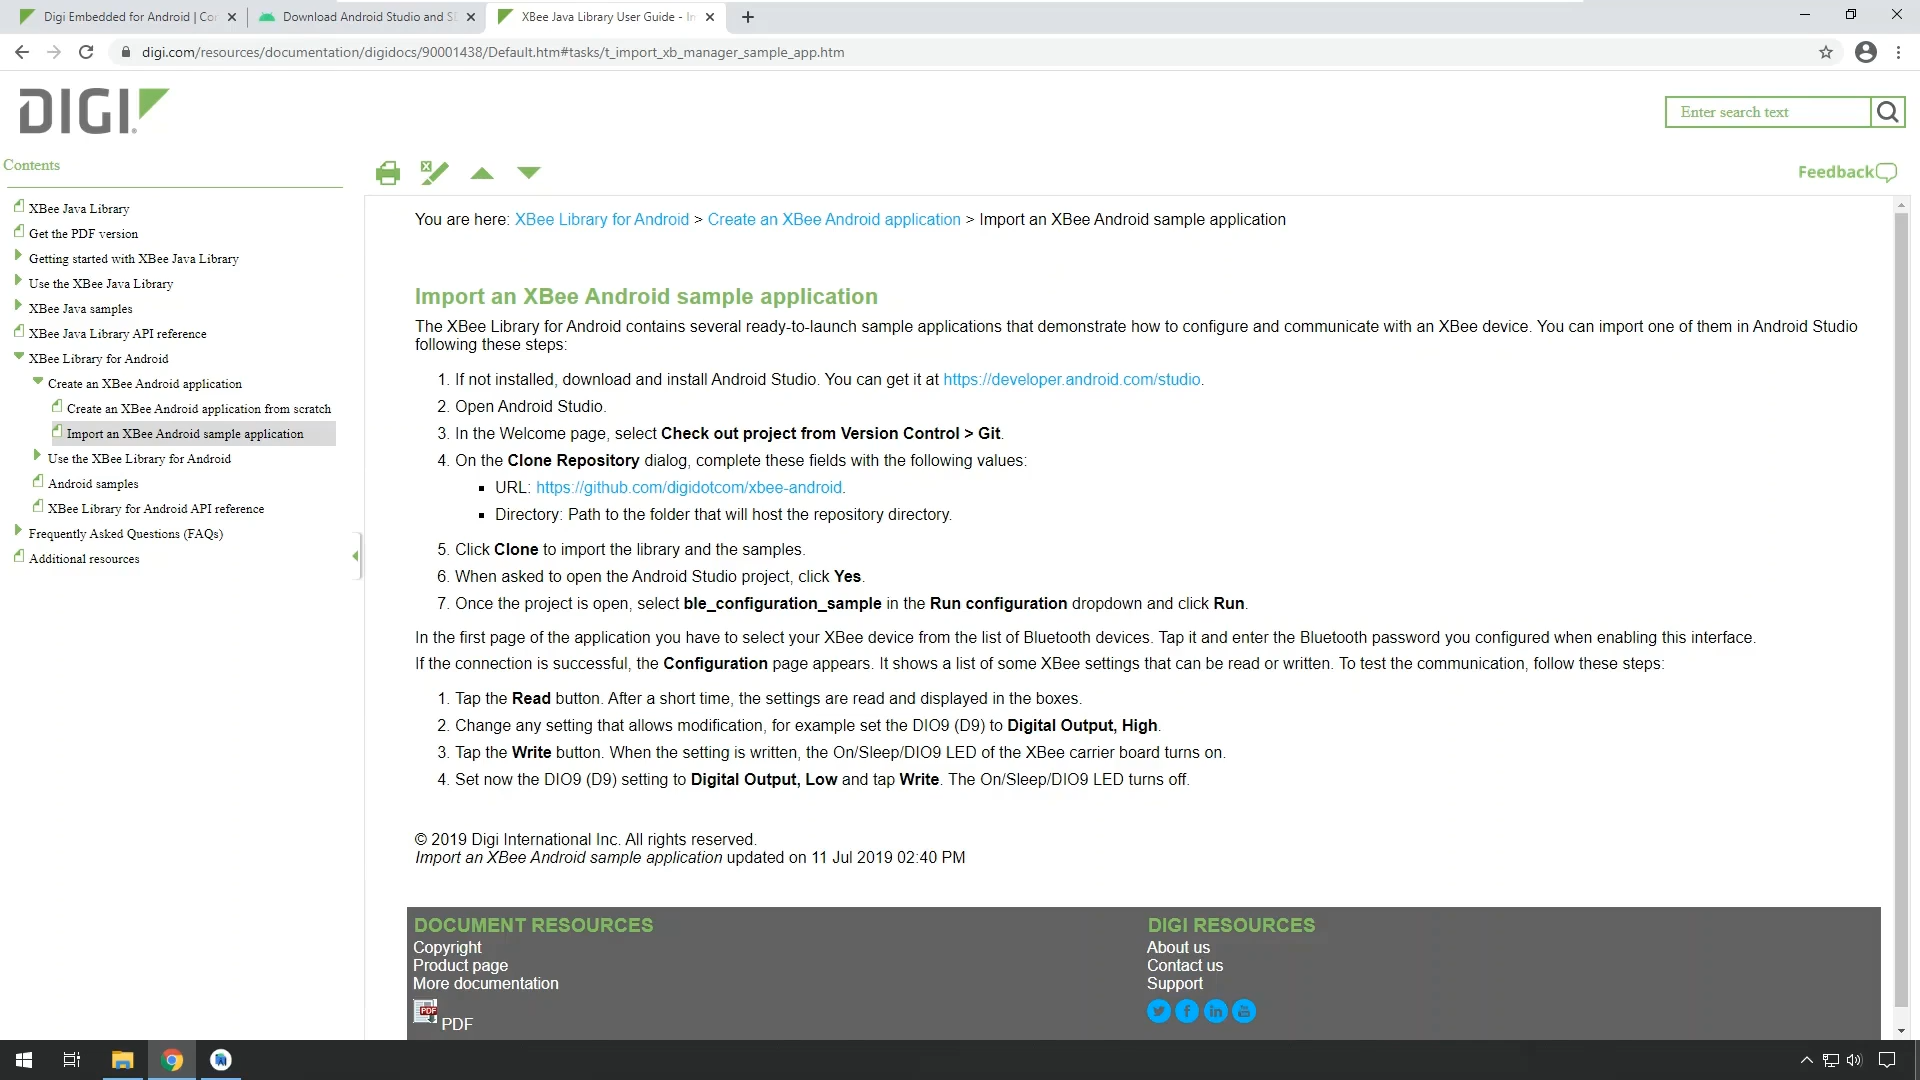 Digi Embedded for Android | Co
Download Android Studio and S
XBee Java Library User Guide - I
digi.com/resources/documentation/digidocs/90001438/Default.htm#tasks/t_import_xb_manager_sample_app.htm
DIGI
Enter search text
Contents
Feedback
XBee Java Library
Get the PDF version
Getting started with XBee Java Library
Use the XBee Java Library
XBee Java samples
XBee Java Library API reference
XBee Library for Android
Create an XBee Android application
Create an XBee Android application from scratch
Import an XBee Android sample application
Use the XBee Library for Android
Android samples
XBee Library for Android API reference
Frequently Asked Questions (FAQs)
Additional resources
You are here: XBee Library for Android > Create an XBee Android application > Import an XBee Android sample application
Import an XBee Android sample application
The XBee Library for Android contains several ready-to-launch sample applications that demonstrate how to configure and communicate with an XBee device. You can import one of them in Android Studio
following these steps:
1. If not installed, download and install Android Studio. You can get it at https://developer.android.com/studio.
2. Open Android Studio.
3. In the Welcome page, select Check out project from Version Control > Git.
4. On the Clone Repository dialog, complete these fields with the following values:
▪ URL: https://github.com/digidotcom/xbee-android.
▪ Directory: Path to the folder that will host the repository directory.
5. Click Clone to import the library and the samples.
6. When asked to open the Android Studio project, click Yes.
7. Once the project is open, select ble_configuration_sample in the Run configuration dropdown and click Run.
In the first page of the application you have to select your XBee device from the list of Bluetooth devices. Tap it and enter the Bluetooth password you configured when enabling this interface.
If the connection is successful, the Configuration page appears. It shows a list of some XBee settings that can be read or written. To test the communication, follow these steps:
1. Tap the Read button. After a short time, the settings are read and displayed in the boxes.
2. Change any setting that allows modification, for example set the DIO9 (D9) to Digital Output, High.
3. Tap the Write button. When the setting is written, the On/Sleep/DIO9 LED of the XBee carrier board turns on.
4. Set now the DIO9 (D9) setting to Digital Output, Low and tap Write. The On/Sleep/DIO9 LED turns off.
© 2019 Digi International Inc. All rights reserved.
Import an XBee Android sample application updated on 11 Jul 2019 02:40 PM
DOCUMENT RESOURCES
Copyright
Product page
More documentation
PDF
PDF
DIGI RESOURCES
About us
Contact us
Support